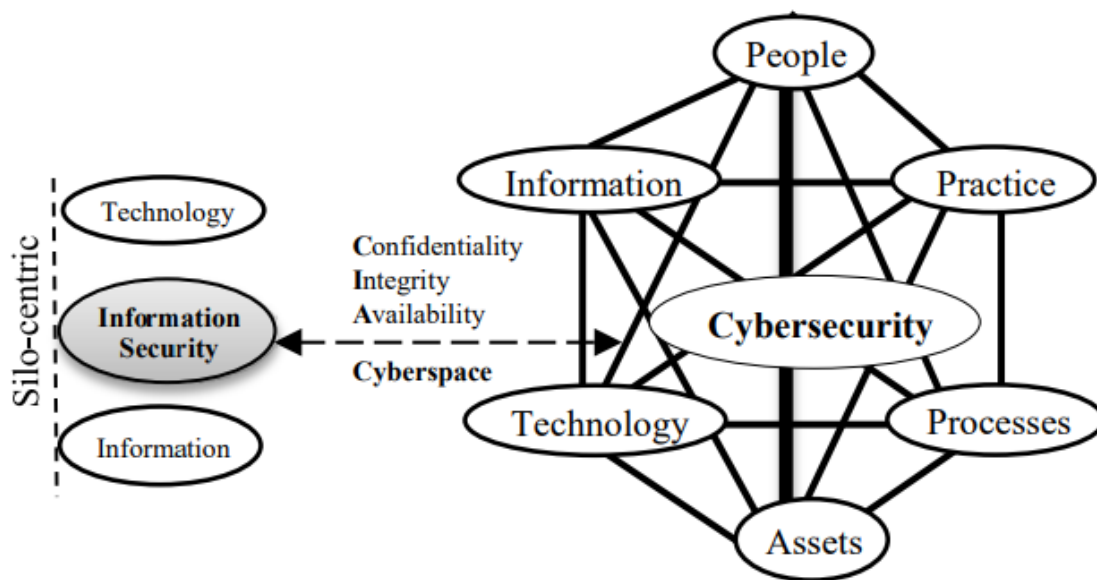 Silo-centric
Technology
Information
Security
Information
Confidentiality
Integrity
Availability
Cyberspace
People
Information
Practice
Cybersecurity
Technology
Processes
Assets